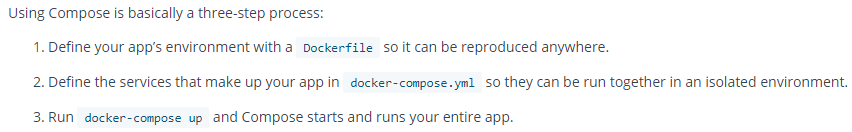 Using Compose is basically a three-step process:
1. Define your app’s environment with a Dockerfile so it can be reproduced anywhere.
2. Define the services that make up your app in docker-compose.yml so they can be run together in an isolated environment.
3. Run docker-compose up and Compose starts and runs your entire app.